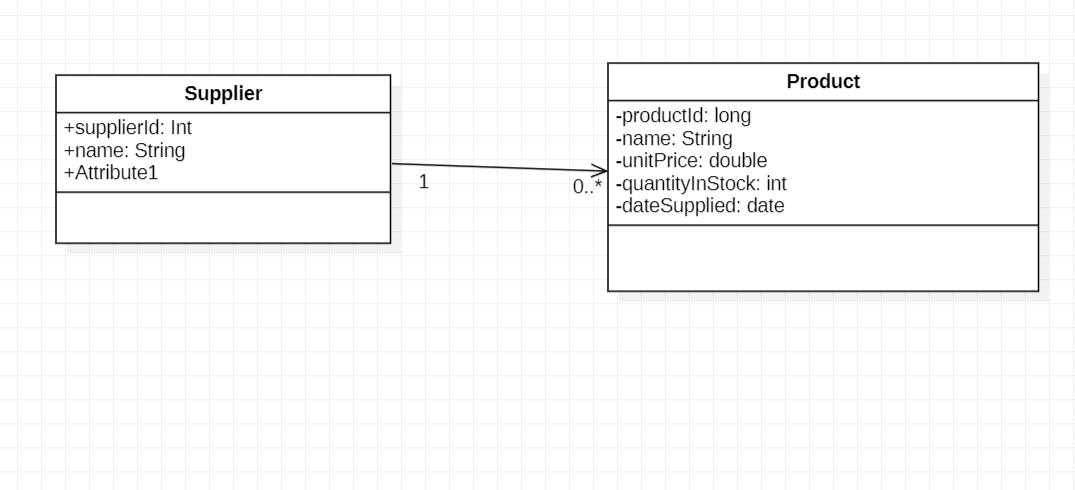 Supplier
+supplierId: Int
+name: String
+Attribute1
1
0..*
Product
-productId: long
-name: String
-unitPrice: double
-quantityInStock: int
-dateSupplied: date